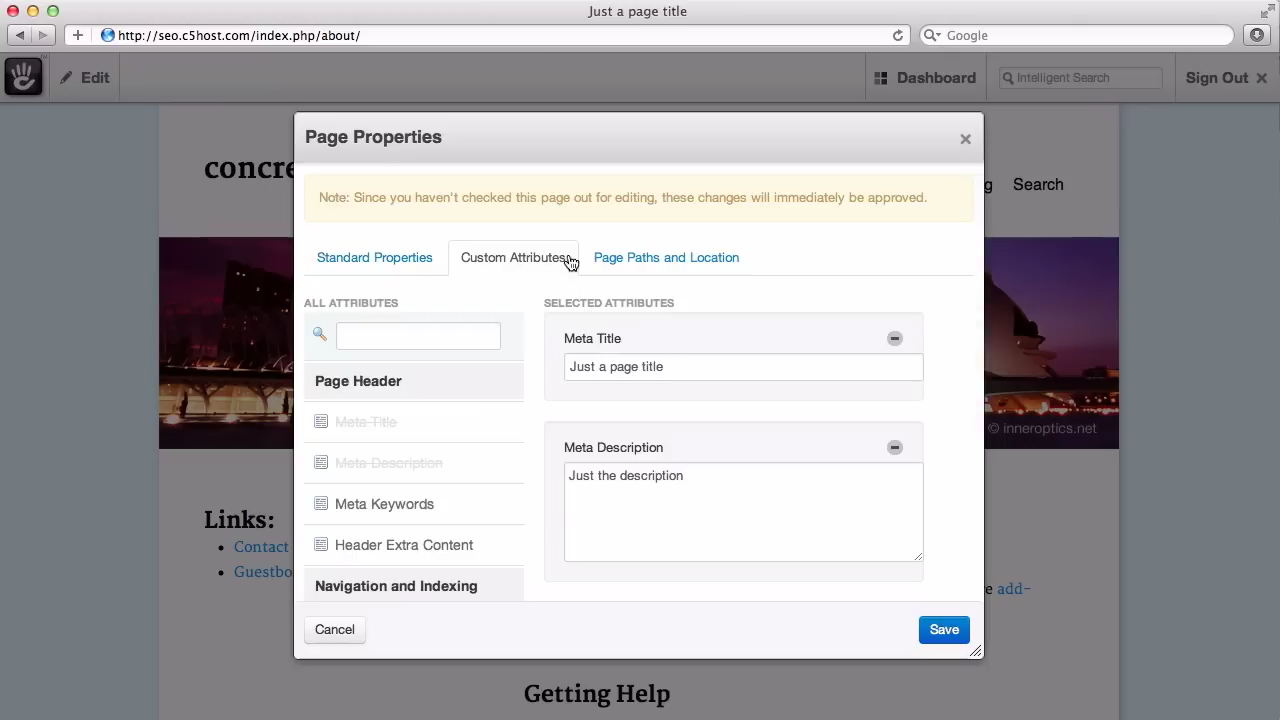 Just a page title
http://seo.c5host.com/index.php/about/
Google
Edit
Dashboard
Intelligent Search
Sign Out
Page Properties
concre
g
Search
Note: Since you haven't checked this page out for editing, these changes will immediately be approved.
Standard Properties
Custom Attributes
Page Paths and Location
ALL ATTRIBUTES
SELECTED ATTRIBUTES
Page Header
Meta Title
Meta Description
Meta Keywords
Header Extra Content
Navigation and Indexing
Meta Title
Just a page title
Meta Description
Just the description
© inneroptics.net
Links:
Contact
Guestbo
e add-
Cancel
Save
Getting Help